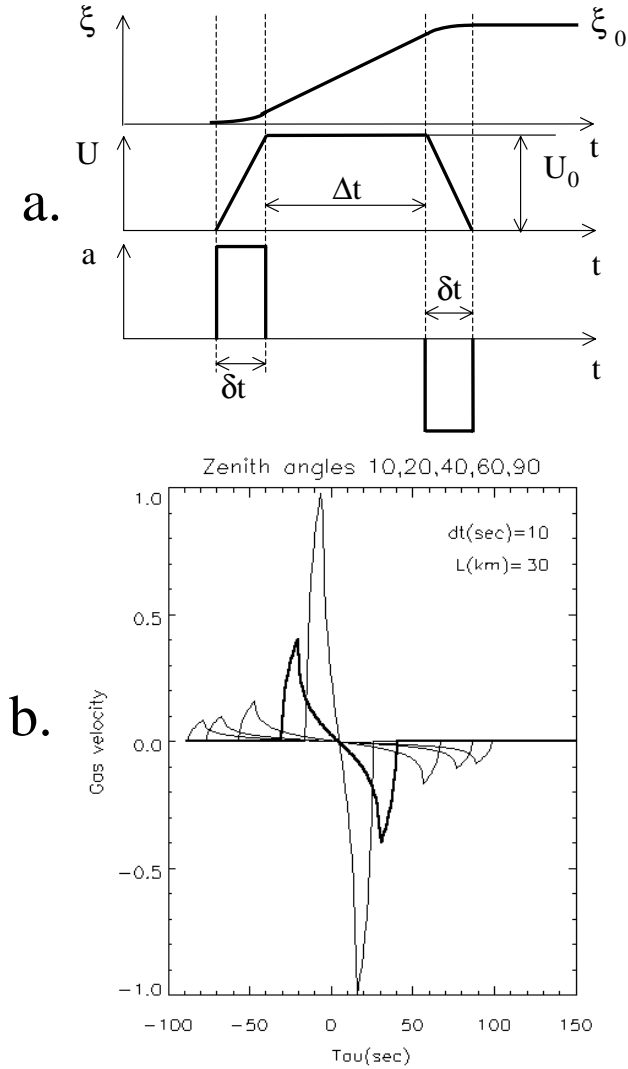 ξ
ξ₀
t
U
Δt
U₀
a.
a
t
δt
δt
t
Zenith angles 10,20,40,60,90
dt(sec)=10
L(km)= 30
b.
Gas velocity
1.0
0.5
0.0
−0.5
−1.0
−100
−50
0
50
100
150
Tau(sec)